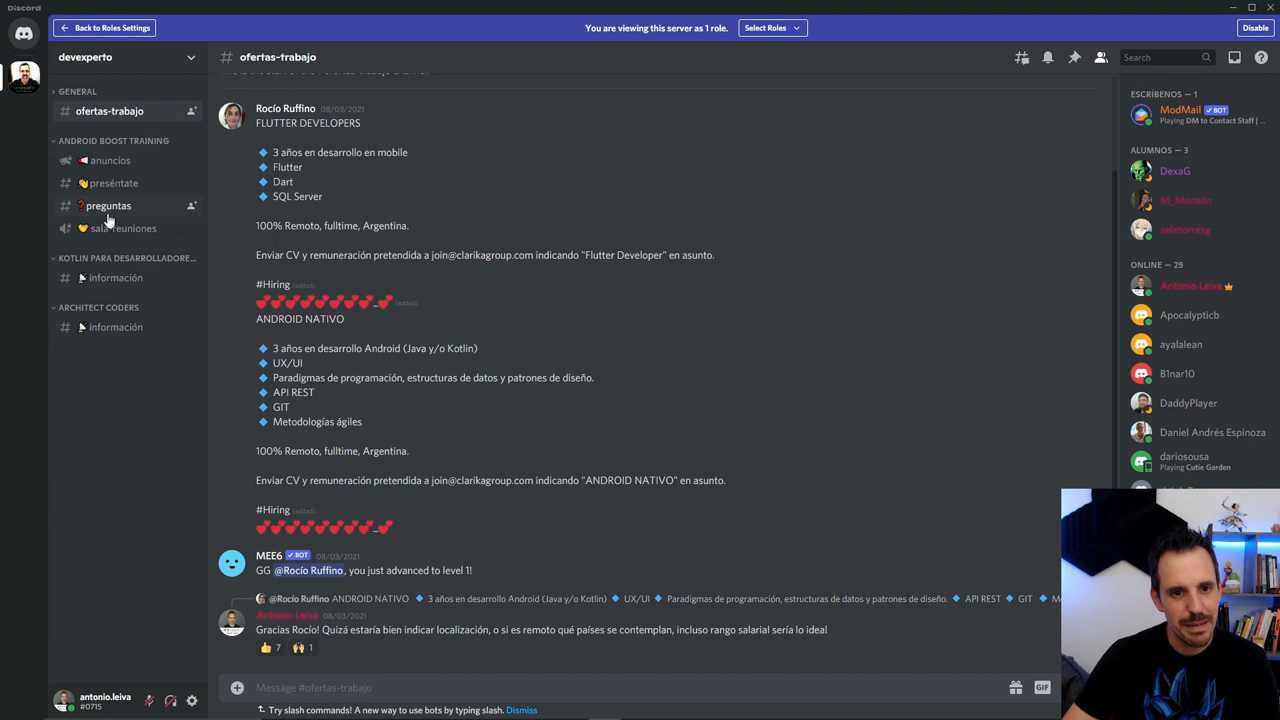 Discord
Back to Roles Settings
You are viewing this server as 1 role.
Select Roles
Disable
devexperto
# ofertas-trabajo
Search
GENERAL
# ofertas-trabajo
ANDROID BOOST TRAINING
anuncios
# preséntate
# ❓preguntas
sala reuniones
KOTLIN PARA DESARROLLADORE...
# información
ARCHITECT CODERS
# información
Rocío Ruffino 08/03/2021
FLUTTER DEVELOPERS
🔹 3 años en desarrollo en mobile
🔹 Flutter
🔹 Dart
🔹 SQL Server
100% Remoto, fulltime, Argentina.
Enviar CV y remuneración pretendida a join@clarikagroup.com indicando "Flutter Developer" en asunto.
#Hiring (edited)
_ (edited)
ANDROID NATIVO
🔹 3 años en desarrollo Android (Java y/o Kotlin)
🔹 UX/UI
🔹 Paradigmas de programación, estructuras de datos y patrones de diseño.
🔹 API REST
🔹 GIT
🔹 Metodologías ágiles
100% Remoto, fulltime, Argentina.
Enviar CV y remuneración pretendida a join@clarikagroup.com indicando "ANDROID NATIVO" en asunto.
#Hiring (edited)
_
MEE6 ✓ BOT 08/03/2021
GG @Rocío Ruffino, you just advanced to level 1!
@Rocío Ruffino ANDROID NATIVO 🔹 3 años en desarrollo Android (Java y/o Kotlin) 🔹 UX/UI 🔹 Paradigmas de programación, estructuras de datos y patrones de diseño. 🔹 API REST 🔹 GIT 🔹
Antonio Leiva 08/03/2021
Gracias Rocío! Quizá estaría bien indicar localización, o si es remoto qué países se contemplan, incluso rango salarial sería lo ideal
👍 7 🙌 1
Message #ofertas-trabajo
GIF
Try slash commands! A new way to use bots by typing slash. Dismiss
antonio.leiva
#0715
ESCRÍBENOS — 1
ModMail ✓ BOT
Playing DM to Contact Staff | ...
ALUMNOS — 3
DexaG
M_Monzón
seletorresg
ONLINE — 29
Antonio Leiva
Apocalypticb
ayalalean
B1nar10
DaddyPlayer
Daniel Andrés Espinoza
dariosousa
Playing Cutie Garden